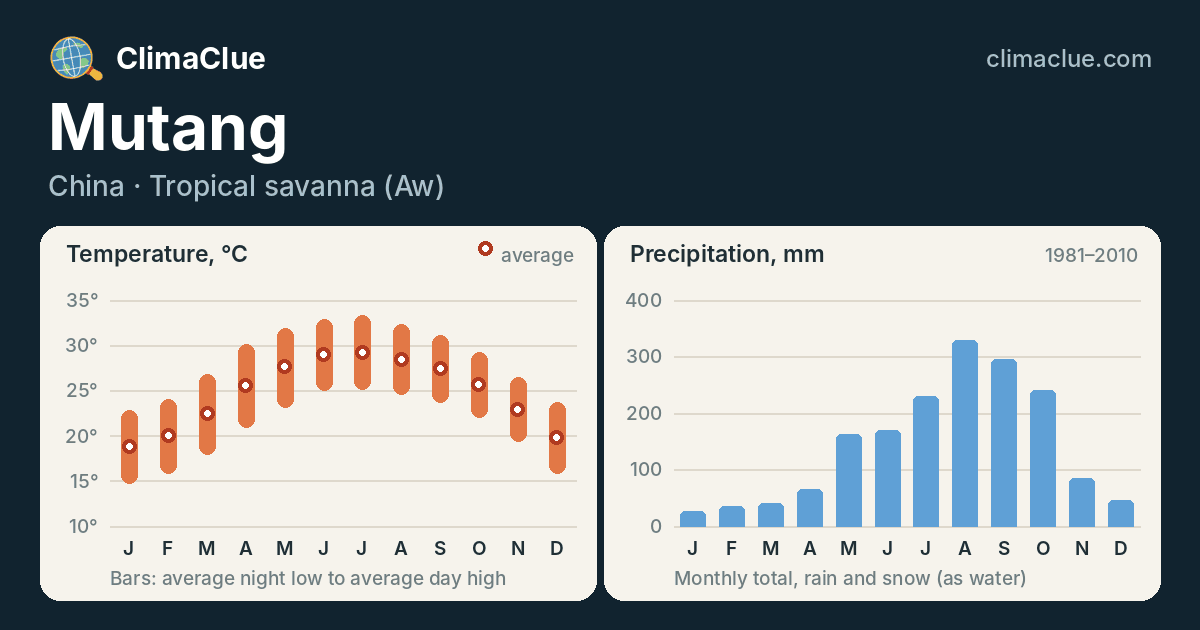 ClimaClue
climaclue.com
Mutang
China · Tropical savanna (Aw)
Temperature, °C
average
35°
30°
25°
20°
15°
10°
J F M A M J J A S O N D
Bars: average night low to average day high
Precipitation, mm
1981–2010
400
300
200
100
0
J F M A M J J A S O N D
Monthly total, rain and snow (as water)